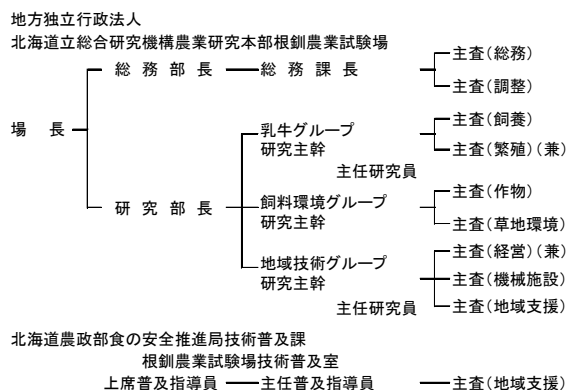 地方独立行政法人
北海道立総合研究機構農業研究本部根釧農業試験場
総務部長 総務課長 主査(総務)
主査(調整)
場長
乳牛グループ 主査(飼養)
研究主幹 主査(繁殖)(兼)
主任研究員
研究部長 飼料環境グループ 主査(作物)
研究主幹 主査(草地環境)
地域技術グループ 主査(経営)(兼)
研究主幹 主査(機械施設)
主任研究員 主査(地域支援)
北海道農政部食の安全推進局技術普及課
根釧農業試験場技術普及室
上席普及指導員 主任普及指導員 主査(地域支援)